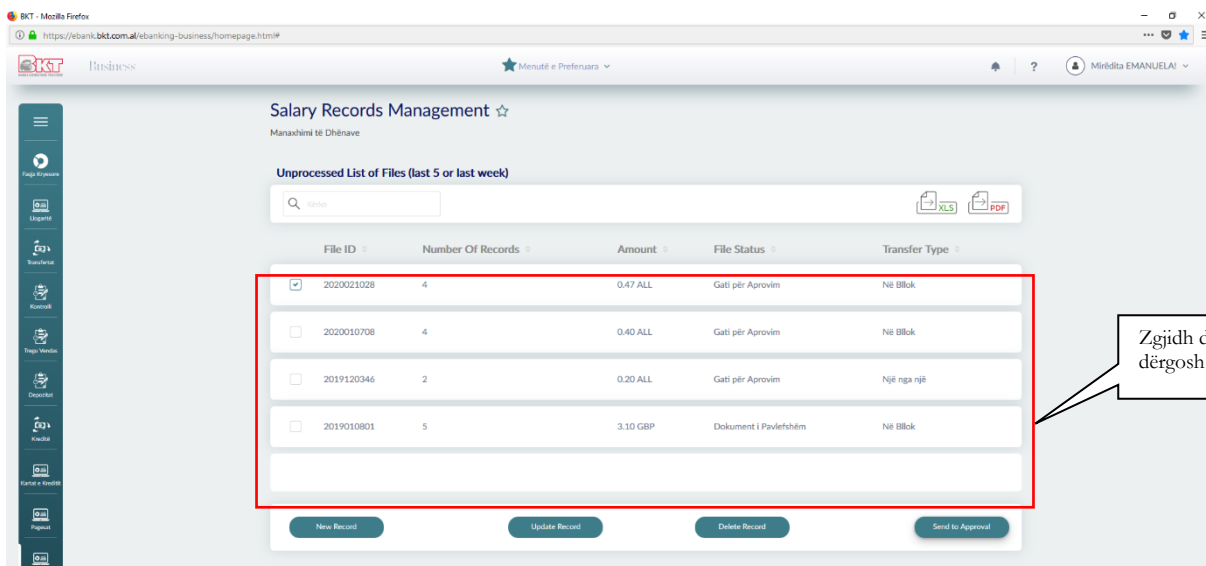 BKT - Mozilla Firefox
https://ebank.bkt.com.al/ebanking-business/homepage.html#
BKT Business Menutë e Preferuara ? Mirëdita EMANUELA!
Salary Records Management
Manaxhimi të Dhënave
Unprocessed List of Files (last 5 or last week)
Kërko XLS PDF
File ID Number Of Records Amount File Status Transfer Type
2020021028 4 0.47 ALL Gati për Aprovim Në Bllok
2020010708 4 0.40 ALL Gati për Aprovim Në Bllok
2019120346 2 0.20 ALL Gati për Aprovim Një nga një
2019010801 5 3.10 GBP Dokument i Pavlefshëm Në Bllok
New Record Update Record Delete Record Send to Approval
Faqja Kryesore
Llogaritë
Transfertat
Kontrolli
Tregu Vendas
Depozitat
Kreditë
Kartat e Kreditit
Pagesat
Zgjidh d
dërgosh